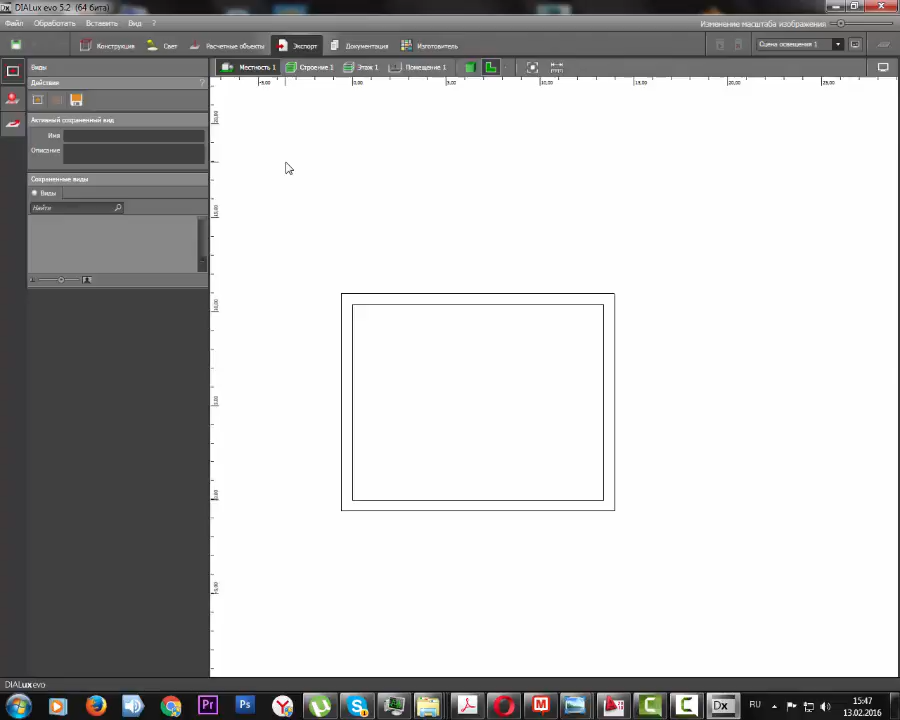 DIALux evo 5.2 (64 бита)
Файл Обработать Вставить Вид ?
Изменение масштаба изображения
Конструкция Свет Расчетные объекты Экспорт Документация Изготовитель
Сцена освещения 1
Виды
Местность 1 Строение 1 Этаж 1 Помещение 1
Действия ?
Активный сохраненный вид
Имя
Описание
Сохраненные виды
Виды
Найти
DIALux evo
RU
15:47
13.02.2016